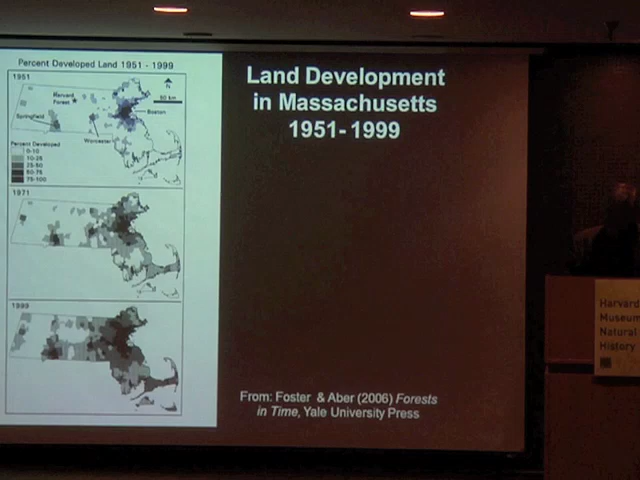 Percent Developed Land 1951 - 1999
1951
Harvard
Forest
N
50 km
Boston
Springfield
Worcester
Percent Developed
0-10
10-25
25-50
50-75
75-100
1971
1999
Land Development
in Massachusetts
1951-1999
From: Foster & Aber (2006) Forests
in Time, Yale University Press
Harvard
Museum
Natural
History